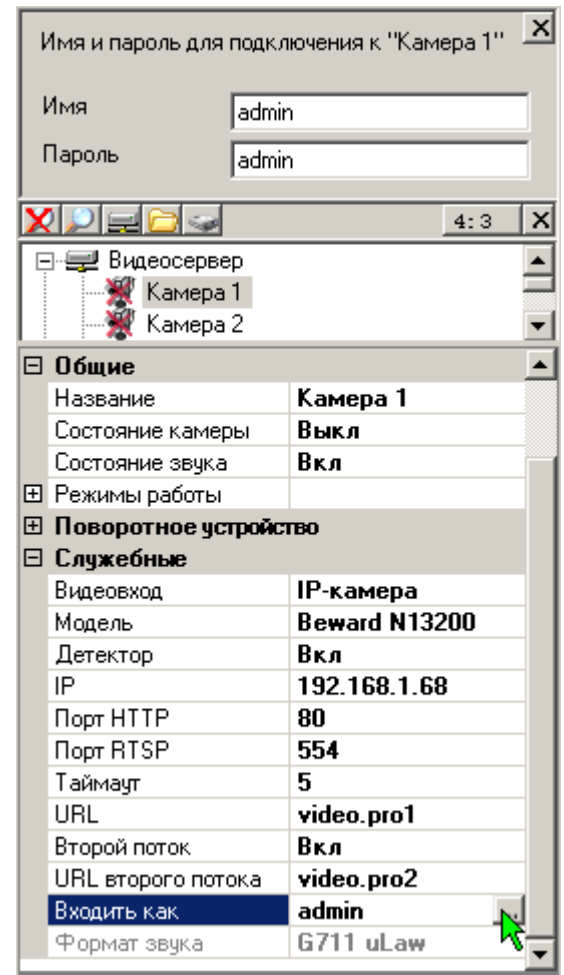 Имя и пароль для подключения к "Камера 1"
Имя admin
Пароль admin
4:3
Видеосервер
Камера 1
Камера 2
Общие
Название Камера 1
Состояние камеры Выкл
Состояние звука Вкл
Режимы работы
Поворотное устройство
Служебные
Видеовход IP-камера
Модель Beward N13200
Детектор Вкл
IP 192.168.1.68
Порт HTTP 80
Порт RTSP 554
Таймаут 5
URL video.pro1
Второй поток Вкл
URL второго потока video.pro2
Входить как admin
Формат звука G711 uLaw